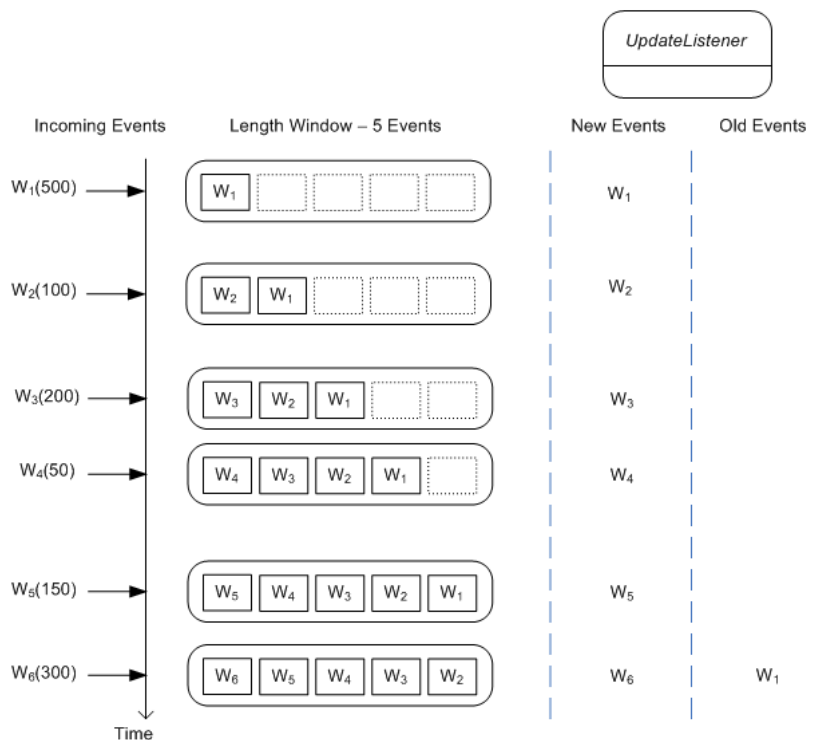 UpdateListener
Incoming Events Length Window – 5 Events New Events Old Events
W₁(500) W₁ W₁
W₂(100) W₂ W₁ W₂
W₃(200) W₃ W₂ W₁ W₃
W₄(50) W₄ W₃ W₂ W₁ W₄
W₅(150) W₅ W₄ W₃ W₂ W₁ W₅
W₆(300) W₆ W₅ W₄ W₃ W₂ W₆ W₁
Time